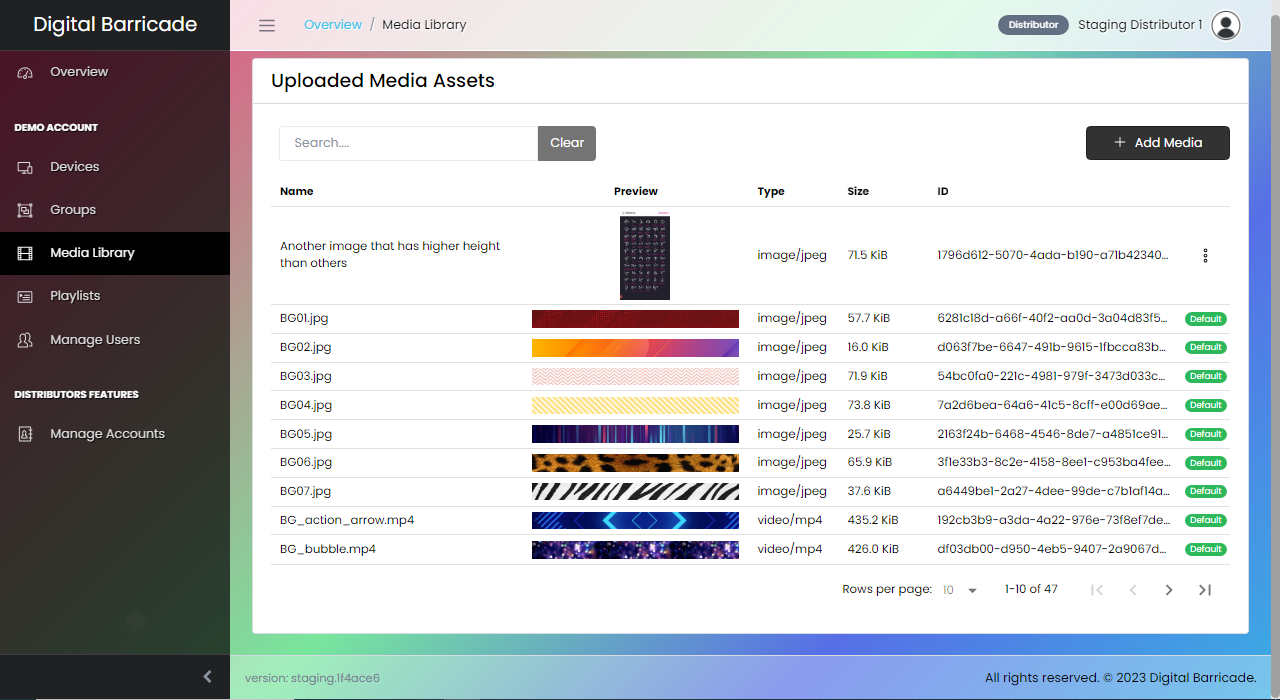 Digital Barricade
Overview / Media Library
Distributor Staging Distributor 1
Overview
DEMO ACCOUNT
Devices
Groups
Media Library
Playlists
Manage Users
DISTRIBUTORS FEATURES
Manage Accounts
Uploaded Media Assets
Search.... Clear
+ Add Media
Name Preview Type Size ID
Another image that has higher height
than others
image/jpeg 71.5 KiB 1796d612-5070-4ada-b190-a71b42340...
BG01.jpg image/jpeg 57.7 KiB 6281c18d-a66f-40f2-aa0d-3a04d83f5... Default
BG02.jpg image/jpeg 16.0 KiB d063f7be-6647-491b-9615-1fbcca83b... Default
BG03.jpg image/jpeg 71.9 KiB 54bc0fa0-221c-4981-979f-3473d033c... Default
BG04.jpg image/jpeg 73.8 KiB 7a2d6bea-64a6-41c5-8cff-e00d69ae... Default
BG05.jpg image/jpeg 25.7 KiB 2163f24b-6468-4546-8de7-a4851ce91... Default
BG06.jpg image/jpeg 65.9 KiB 3f1e33b3-8c2e-4158-8ee1-c953ba4fee... Default
BG07.jpg image/jpeg 37.6 KiB a6449be1-2a27-4dee-99de-c7b1af14a... Default
BG_action_arrow.mp4 video/mp4 435.2 KiB 192cb3b9-a3da-4a22-976e-73f8ef7de... Default
BG_bubble.mp4 video/mp4 426.0 KiB df03db00-d950-4eb5-9407-2a9067d... Default
Rows per page: 10 1-10 of 47
version: staging.1f4ace6
All rights reserved. © 2023 Digital Barricade.